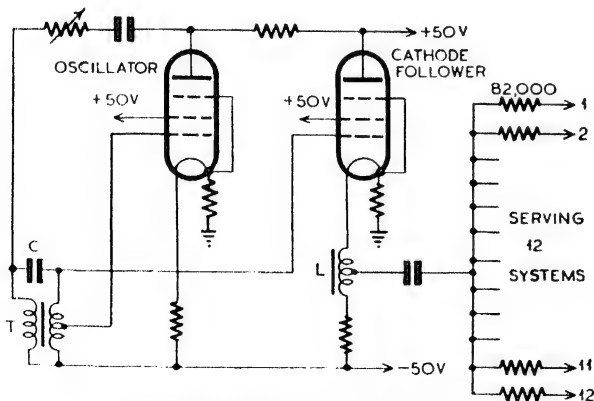 +50V
OSCILLATOR
CATHODE
FOLLOWER
+50V
+50V
82,000
1
2
C
SERVING
12
SYSTEMS
L
T
-50V
11
12